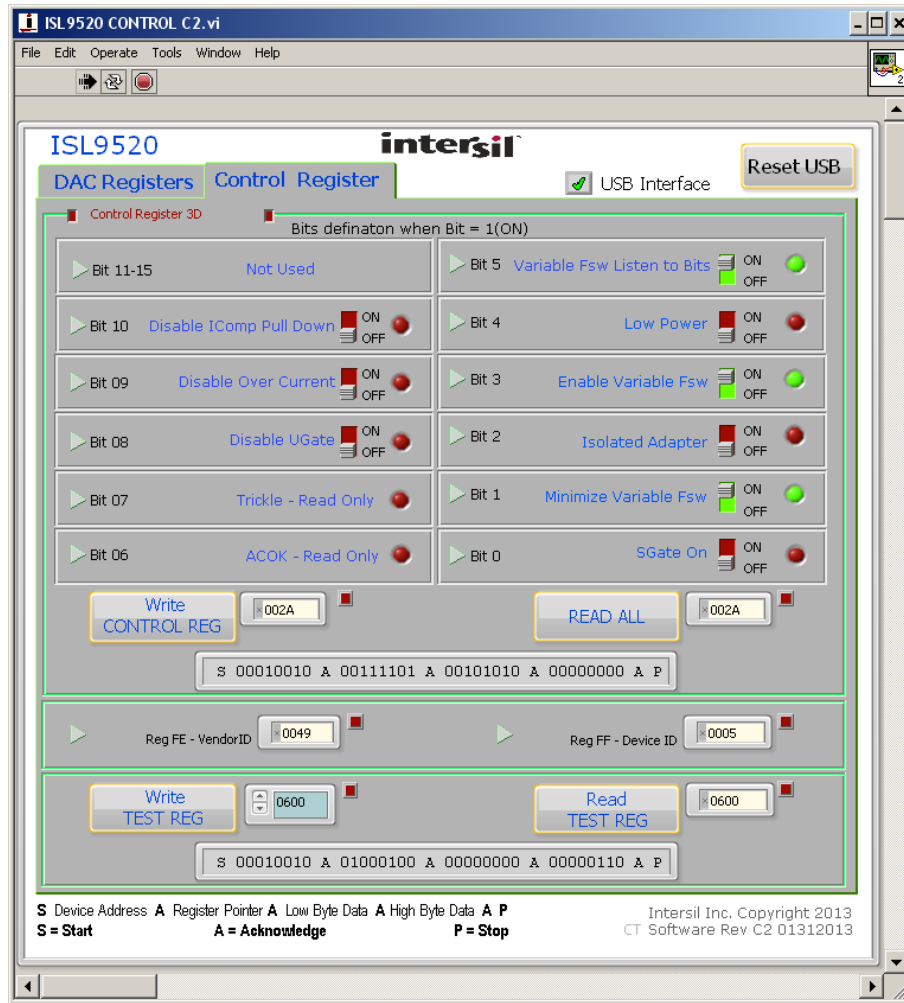 ISL9520 CONTROL C2.vi
File Edit Operate Tools Window Help
2
ISL9520
intersil
Reset USB
DAC Registers
Control Register
USB Interface
Control Register 3D
Bits definaton when Bit = 1(ON)
Bit 11-15 Not Used
Bit 5 Variable Fsw Listen to Bits ON OFF
Bit 10 Disable IComp Pull Down ON OFF
Bit 4 Low Power ON OFF
Bit 09 Disable Over Current ON OFF
Bit 3 Enable Variable Fsw ON OFF
Bit 08 Disable UGate ON OFF
Bit 2 Isolated Adapter ON OFF
Bit 07 Trickle - Read Only
Bit 1 Minimize Variable Fsw ON OFF
Bit 06 ACOK - Read Only
Bit 0 SGate On ON OFF
Write
CONTROL REG
×002A
READ ALL
×002A
S 00010010 A 00111101 A 00101010 A 00000000 A P
Reg FE - VendorID ×0049
Reg FF - Device ID ×0005
Write
TEST REG
0600
Read
TEST REG
×0600
S 00010010 A 01000100 A 00000000 A 00000110 A P
S Device Address A Register Pointer A Low Byte Data A High Byte Data A P
S = Start A = Acknowledge P = Stop
Intersil Inc. Copyright 2013
CT Software Rev C2 01312013